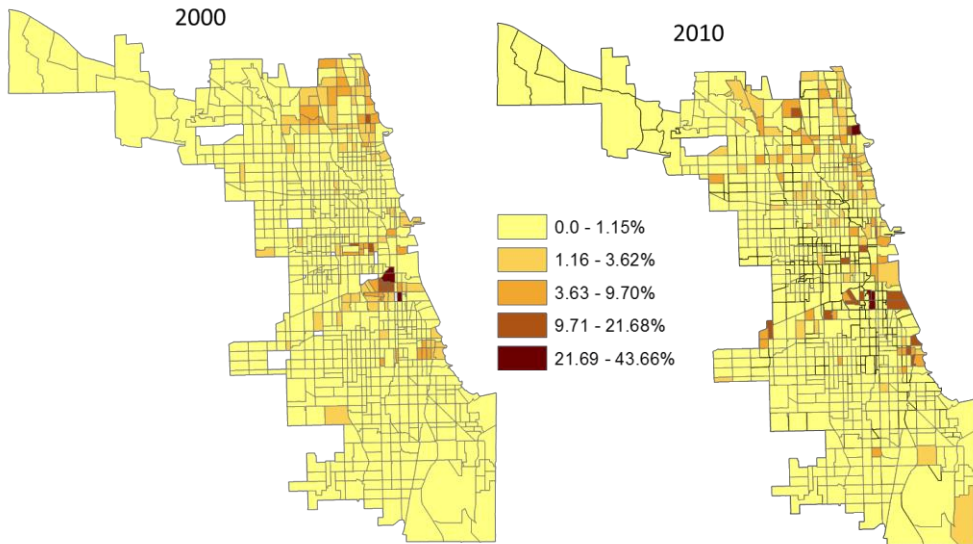 2000
2010
0.0 - 1.15%
1.16 - 3.62%
3.63 - 9.70%
9.71 - 21.68%
21.69 - 43.66%